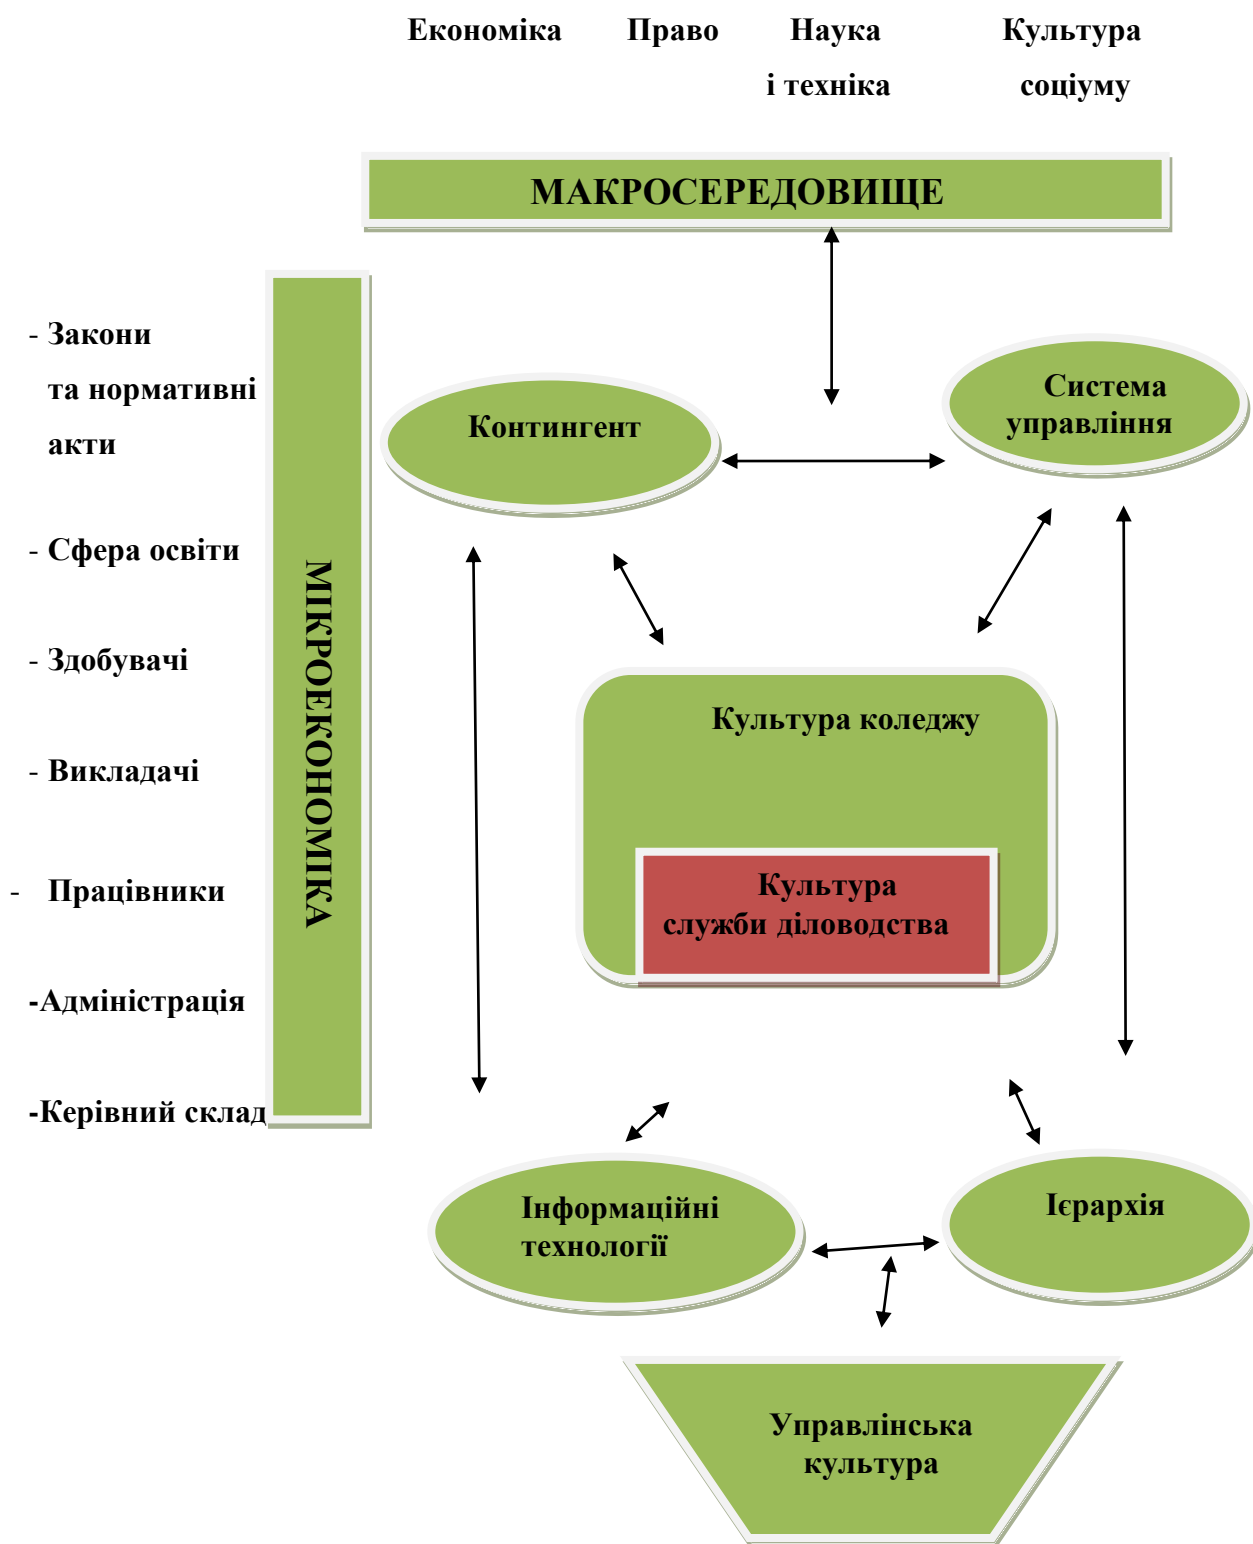 Економіка Право Наука Культура
і техніка соціуму
МАКРОСЕРЕДОВИЩЕ
МІКРОЕКОНОМІКА
- Закони
та нормативні
акти
- Сфера освіти
- Здобувачі
- Викладачі
- Працівники
-Адміністрація
-Керівний склад
Контингент
Система
управління
Культура коледжу
Культура
служби діловодства
Інформаційні
технології
Ієрархія
Управлінська
культура